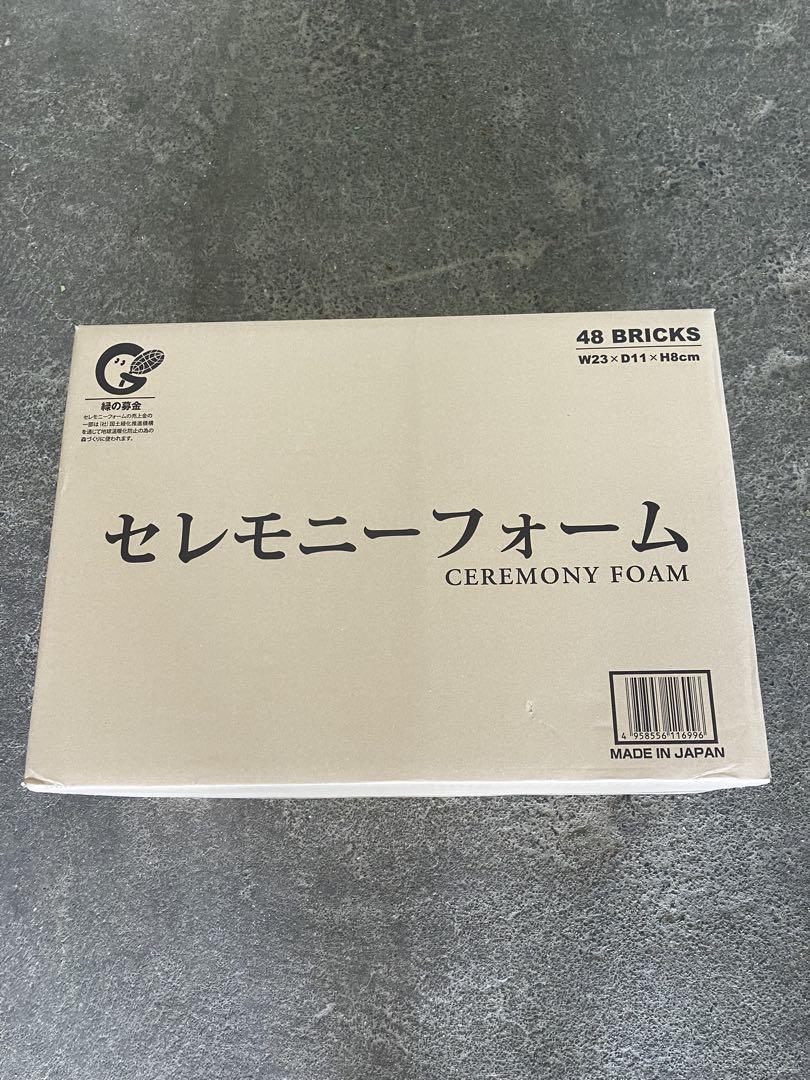 48 BRICKS
W23×D11×H8cm
緑の募金
セレモニーフォームの売上金の
一部は(社)国土緑化推進機構
を通じて地球温暖化防止の為の
森づくりに使われます。
セレモニーフォーム
CEREMONY FOAM
4 958556 116996
MADE IN JAPAN